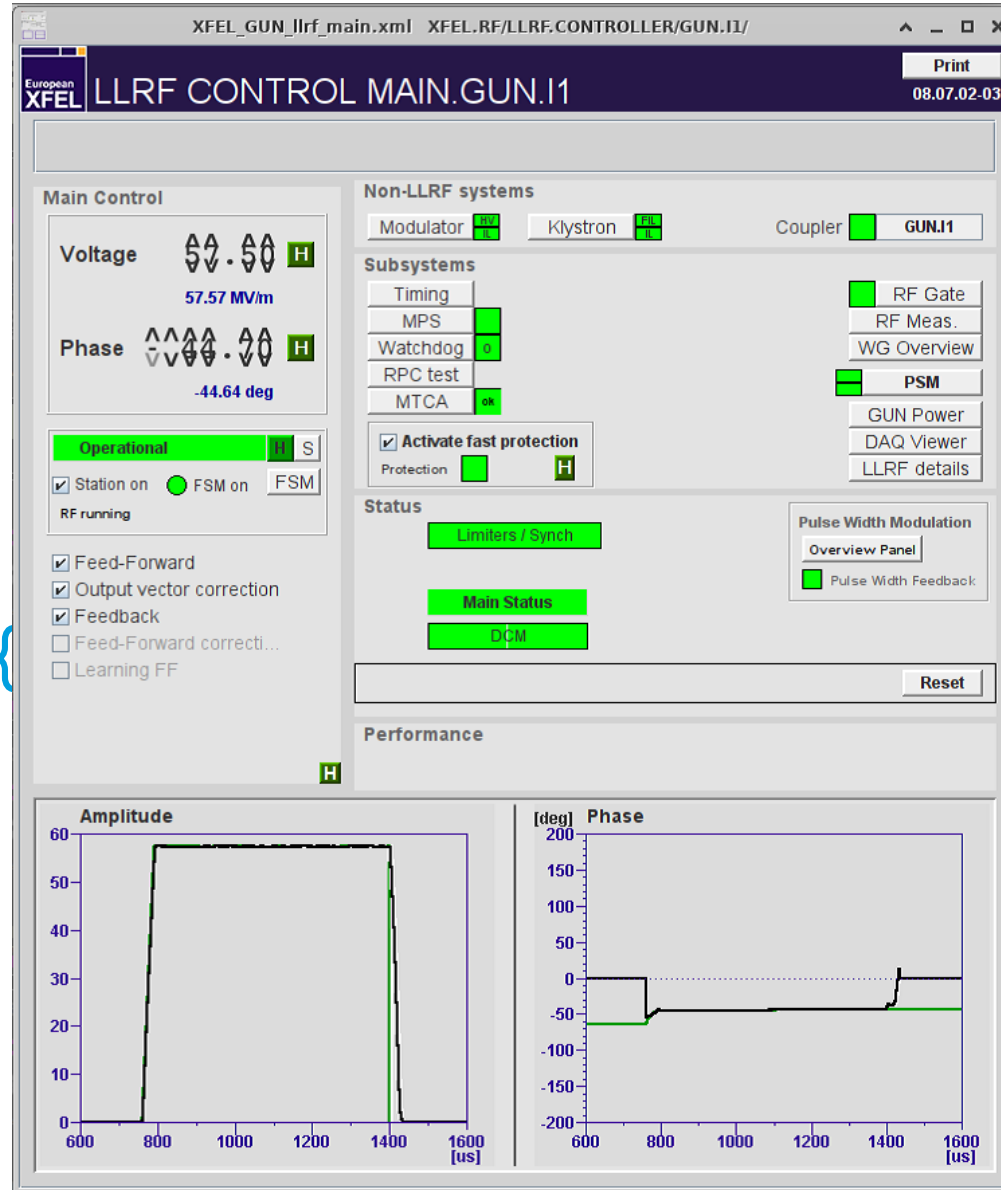 XFEL_GUN_llrf_main.xml XFEL.RF/LLRF.CONTROLLER/GUN.I1/
European
XFEL
LLRF CONTROL MAIN.GUN.I1
Print
08.07.02-03
Main Control
Voltage 57.50 H
57.57 MV/m
Phase -44.70 H
-44.64 deg
Operational H S
Station on FSM on FSM
RF running
Feed-Forward
Output vector correction
Feedback
Feed-Forward correcti...
Learning FF
H
Non-LLRF systems
Modulator HV IL Klystron FIL IL Coupler GUN.I1
Subsystems
Timing
MPS
Watchdog 0
RPC test
MTCA ok
RF Gate
RF Meas.
WG Overview
PSM
GUN Power
DAQ Viewer
LLRF details
Activate fast protection
Protection H
Status
Limiters / Synch
Main Status
DCM
Pulse Width Modulation
Overview Panel
Pulse Width Feedback
Reset
Performance
Amplitude
60
50
40
30
20
10
0
600 800 1000 1200 1400 1600
[us]
[deg] Phase
200
150
100
50
0
-50
-100
-150
-200
600 800 1000 1200 1400 1600
[us]